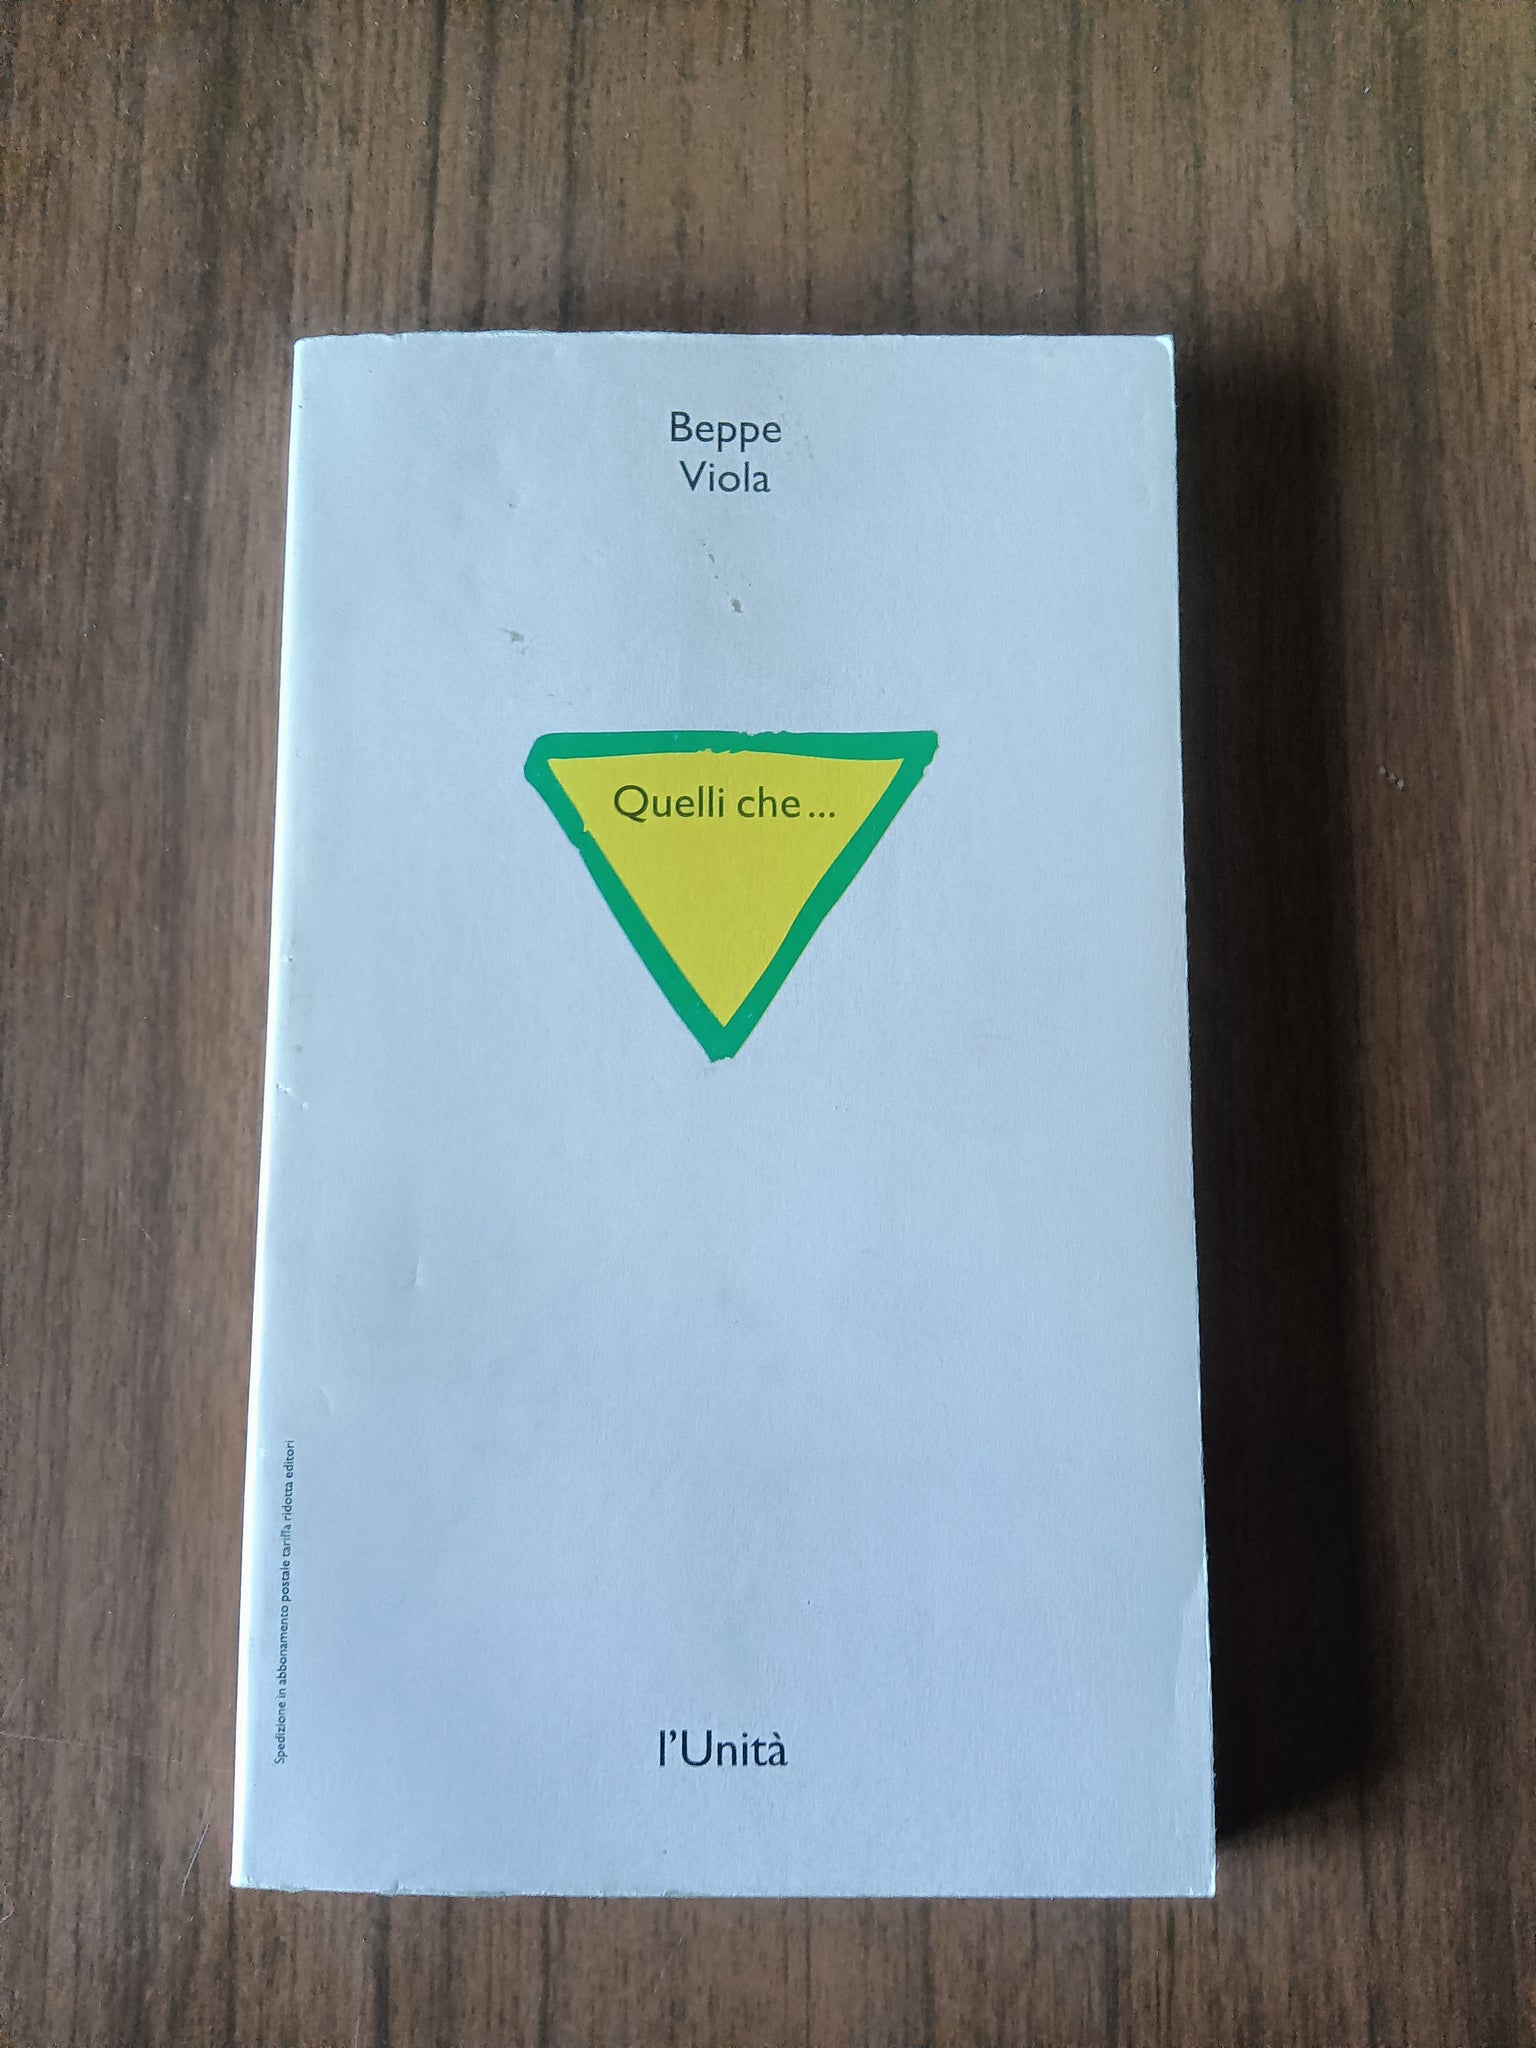 Beppe
Viola
Quelli che...
Spedizione in abbonamento postale tariffa ridotta editori
l'Unità